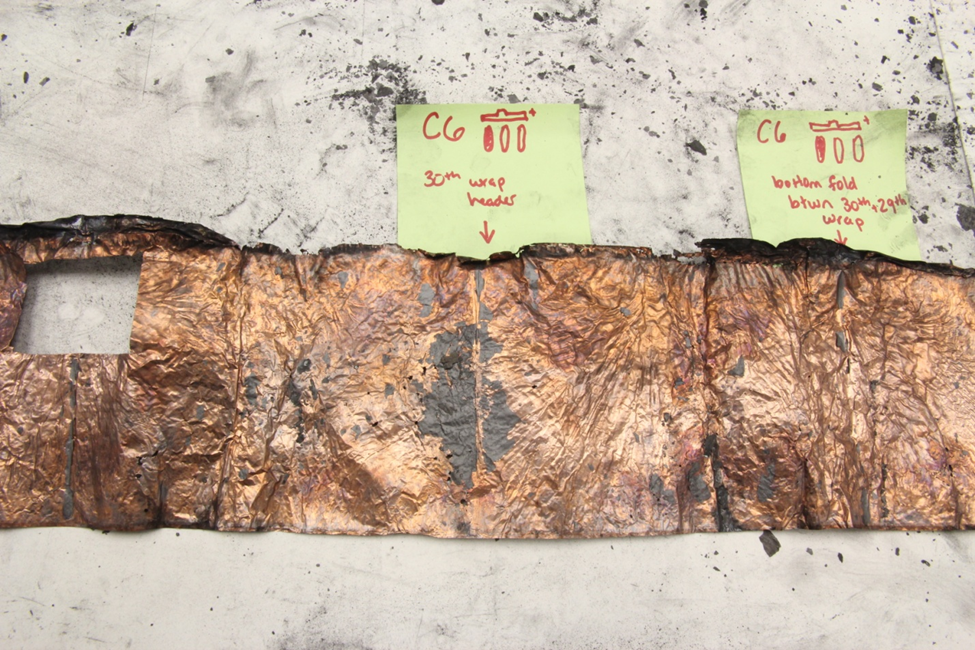 C6 +
30th wrap
header
C6 +
bottom fold
btwn 30th+29th
wrap